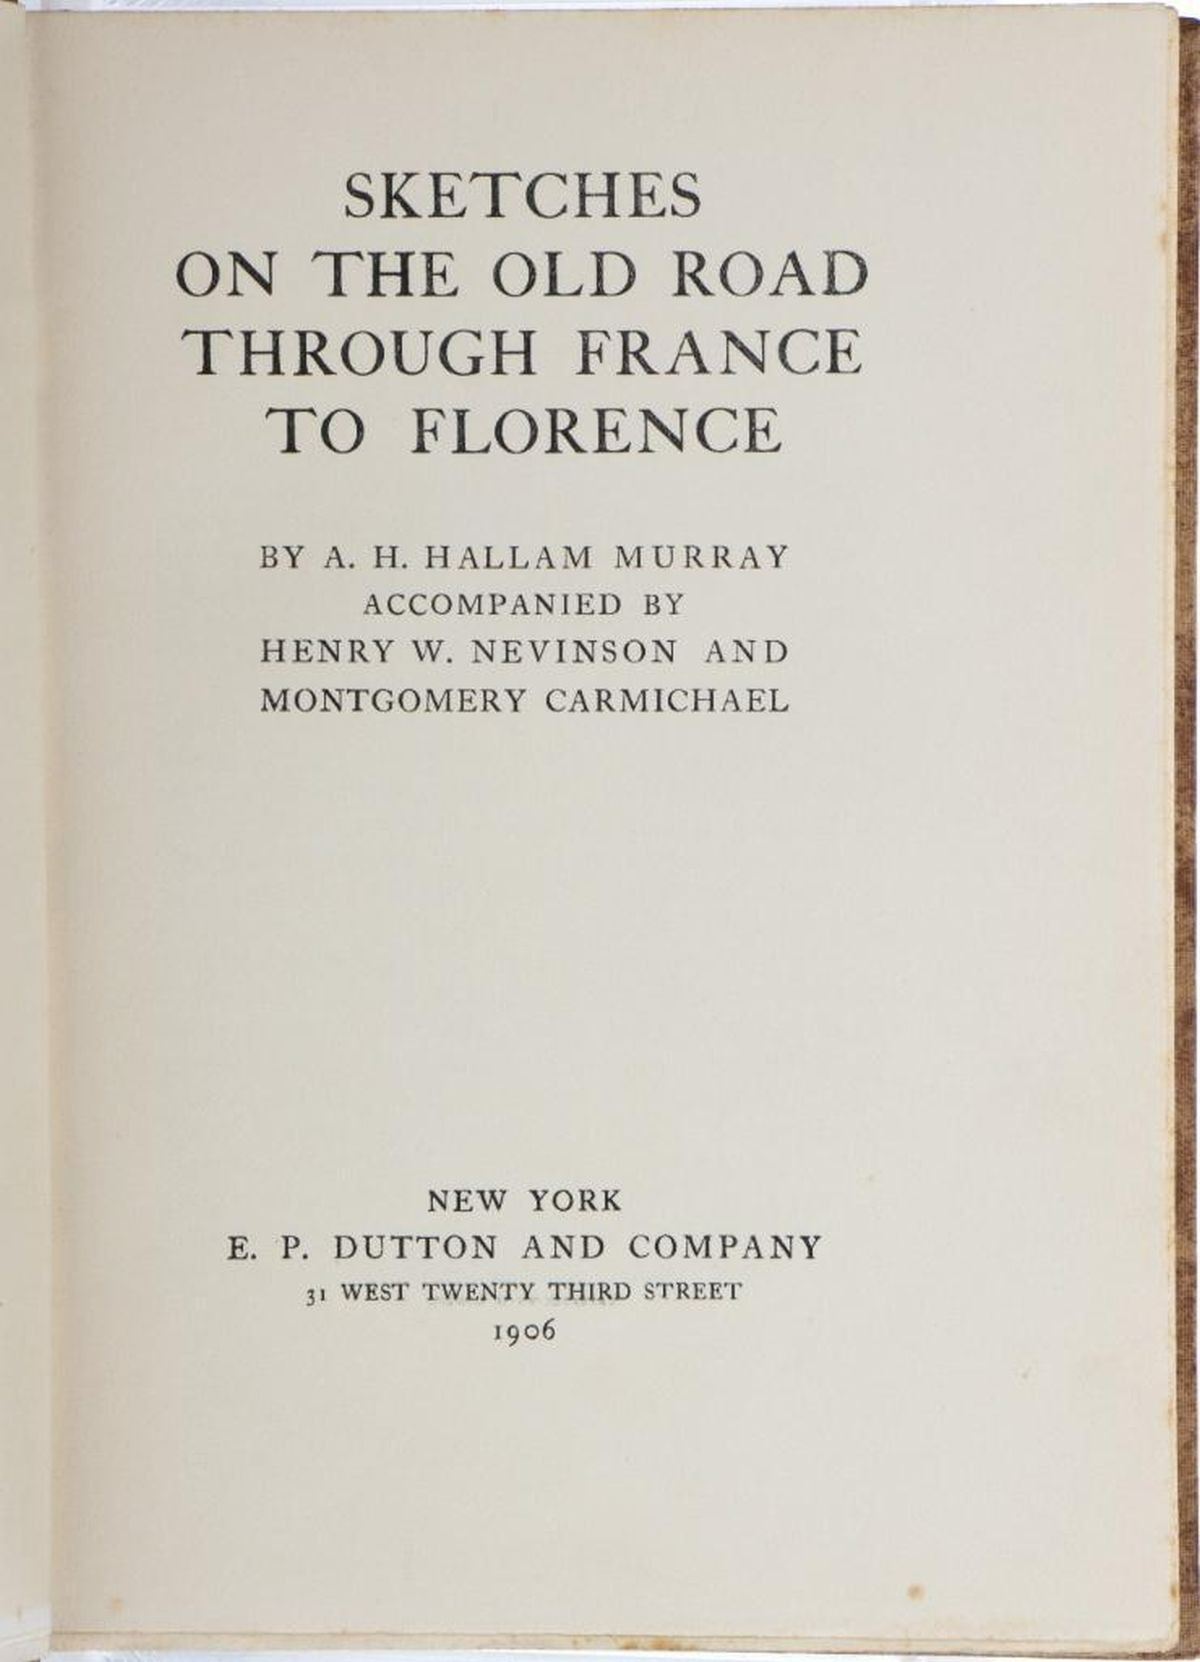 SKETCHES
ON THE OLD ROAD
THROUGH FRANCE
TO FLORENCE
BY A. H. HALLAM MURRAY
ACCOMPANIED BY
HENRY W. NEVINSON AND
MONTGOMERY CARMICHAEL
NEW YORK
E. P. DUTTON AND COMPANY
31 WEST TWENTY THIRD STREET
1906